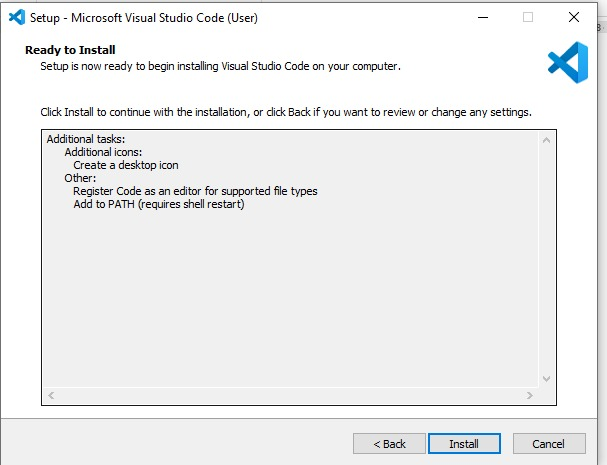 Setup - Microsoft Visual Studio Code (User)
Ready to Install
Setup is now ready to begin installing Visual Studio Code on your computer.
Click Install to continue with the installation, or click Back if you want to review or change any settings.
Additional tasks:
Additional icons:
Create a desktop icon
Other:
Register Code as an editor for supported file types
Add to PATH (requires shell restart)
< Back
Install
Cancel